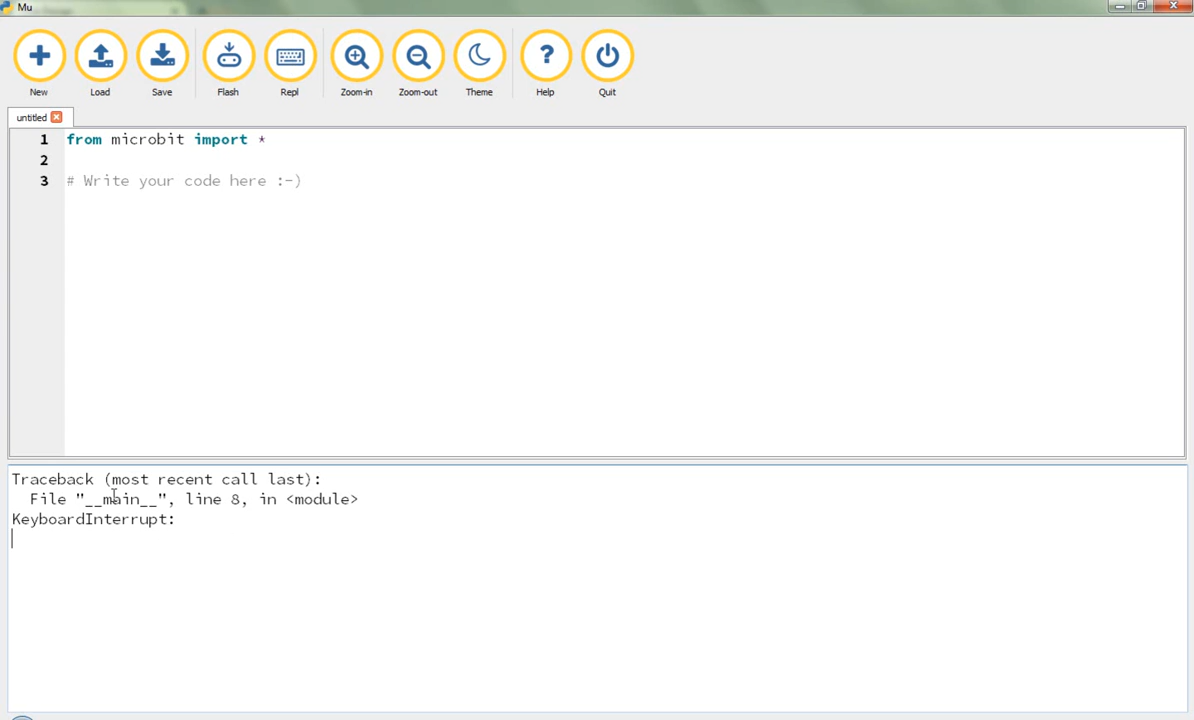 Mu
New Load Save Flash Repl Zoom-in Zoom-out Theme Help Quit
untitled
1 from microbit import *
2
3 # Write your code here :-)
Traceback (most recent call last):
File "__main__", line 8, in <module>
KeyboardInterrupt: